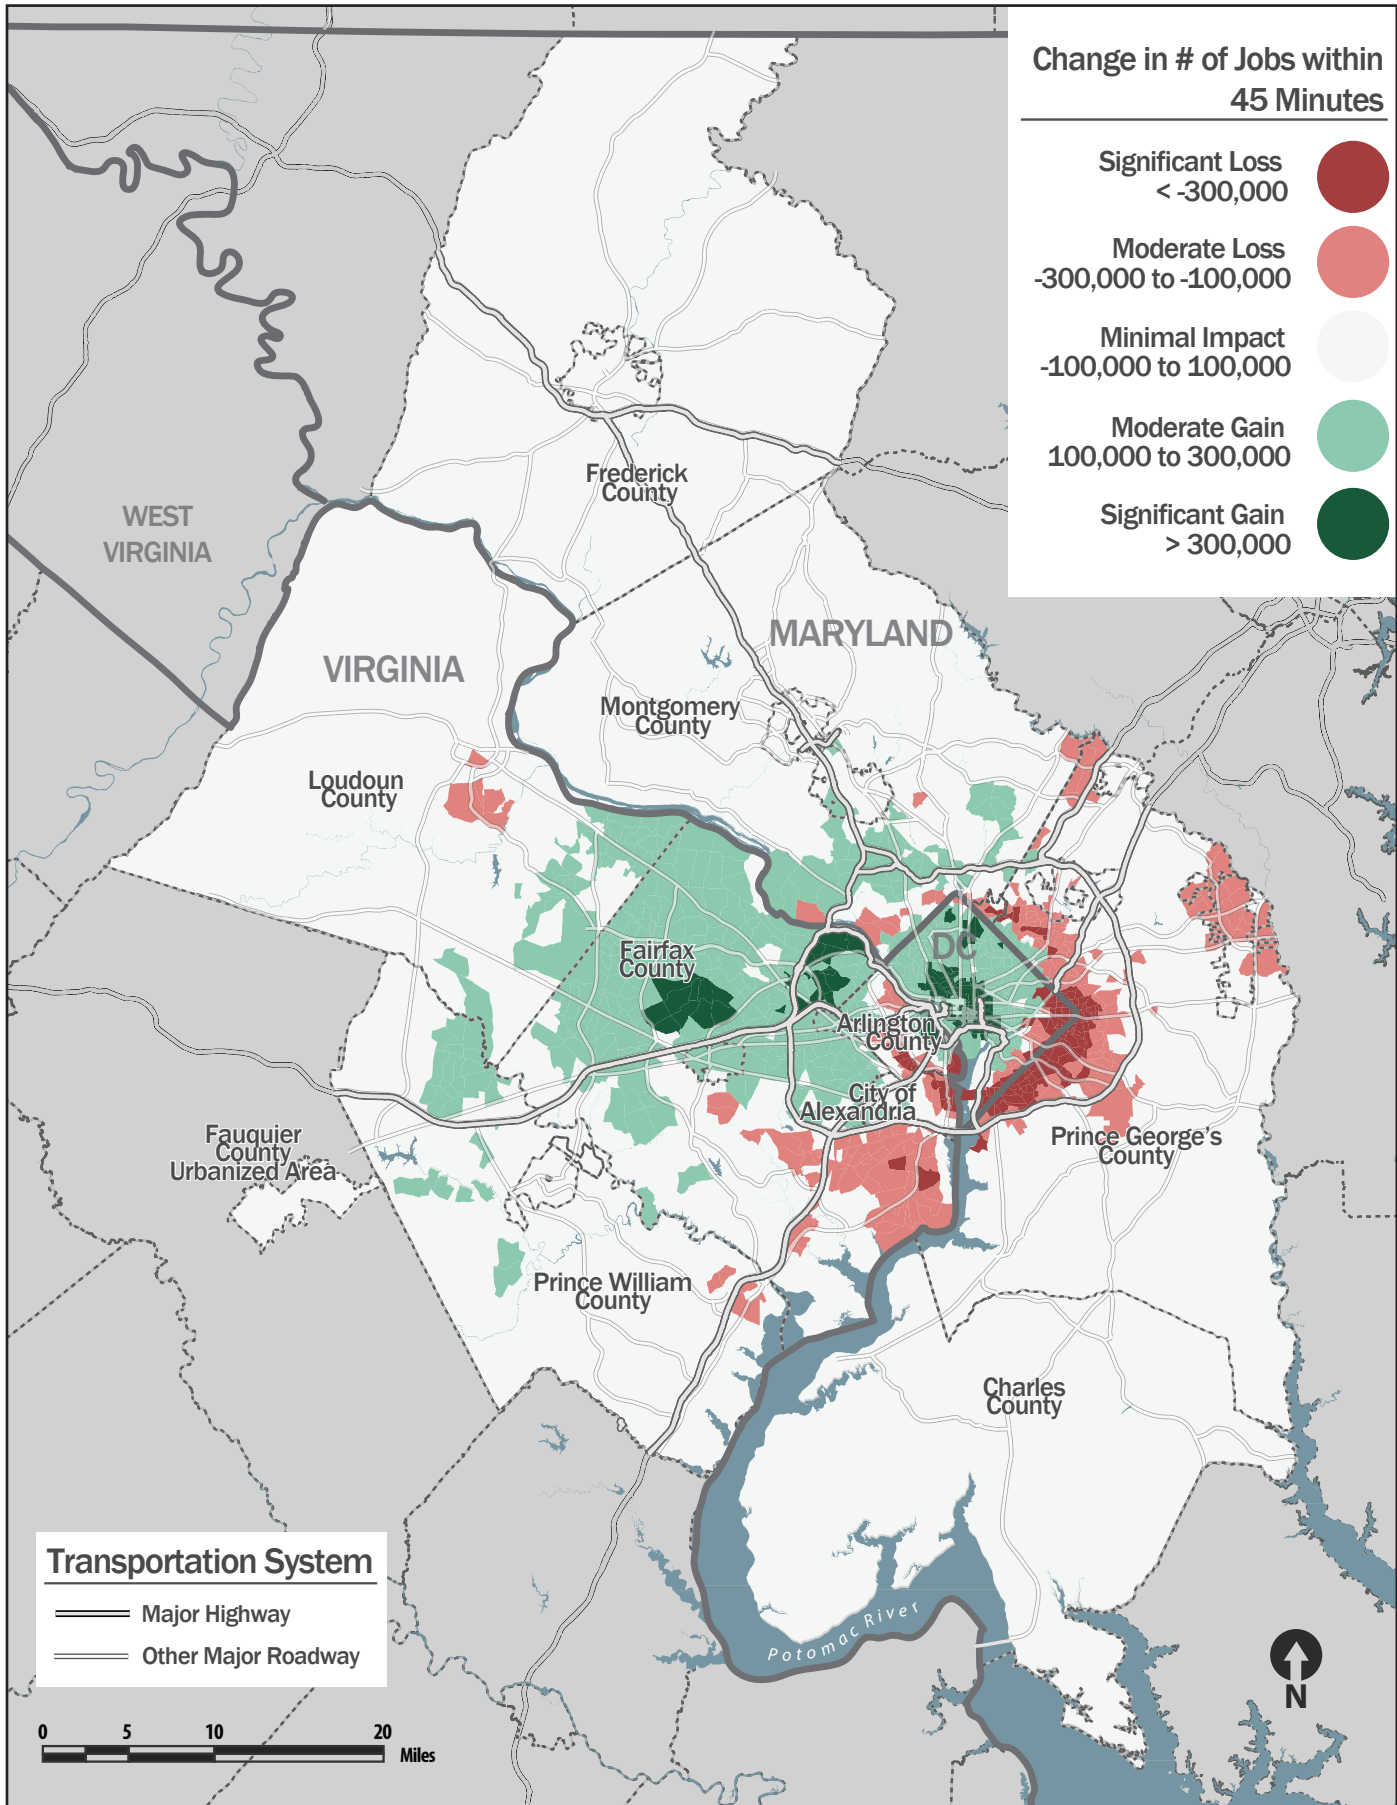 Change in # of Jobs within
45 Minutes
Significant Loss
< -300,000
Moderate Loss
-300,000 to -100,000
Minimal Impact
-100,000 to 100,000
Moderate Gain
100,000 to 300,000
Significant Gain
> 300,000
Frederick
County
WEST
VIRGINIA
MARYLAND
VIRGINIA
Montgomery
County
Loudoun
County
Fairfax
County
DC
Arlington
County
City of
Alexandria
Fauquier
County
Urbanized Area
Prince George's
County
Prince William
County
Charles
County
Potomac River
Transportation System
Major Highway
Other Major Roadway
N
0 5 10 20
Miles